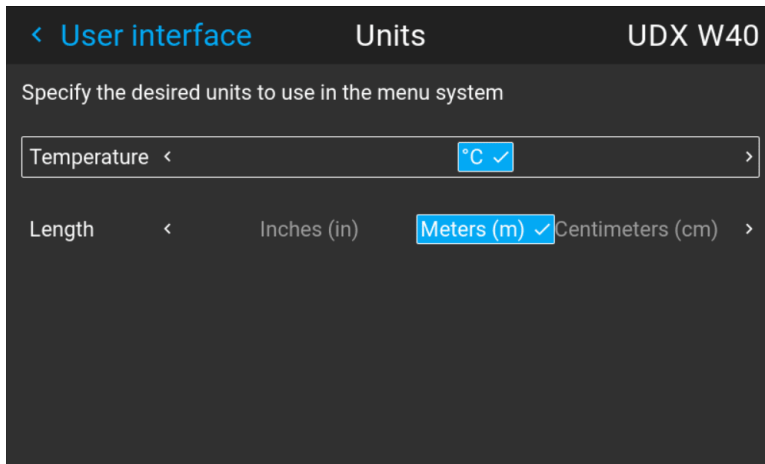 User interface Units UDX W40
Specify the desired units to use in the menu system
Temperature °C
Length Inches (in) Meters (m) Centimeters (cm)